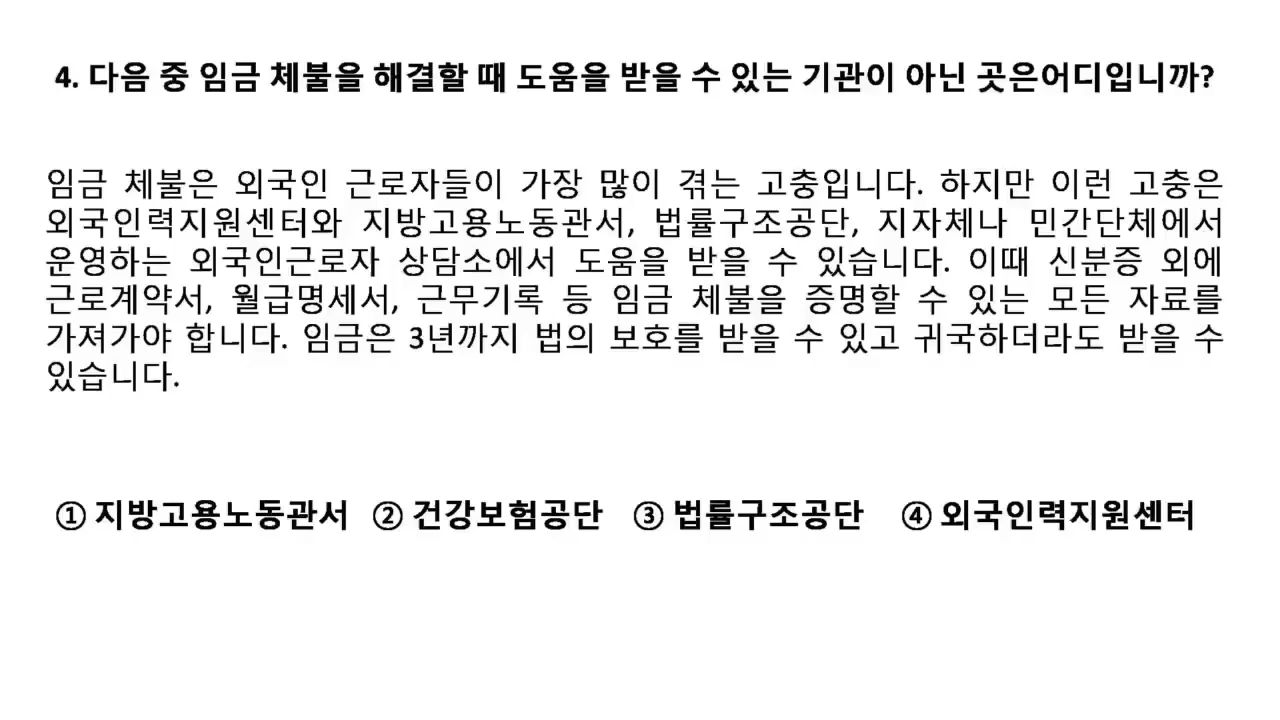 4. 다음 중 임금 체불을 해결할 때 도움을 받을 수 있는 기관이 아닌 곳은어디입니까?
임금 체불은 외국인 근로자들이 가장 많이 겪는 고충입니다. 하지만 이런 고충은
외국인력지원센터와 지방고용노동관서, 법률구조공단, 지자체나 민간단체에서
운영하는 외국인근로자 상담소에서 도움을 받을 수 있습니다. 이때 신분증 외에
근로계약서, 월급명세서, 근무기록 등 임금 체불을 증명할 수 있는 모든 자료를
가져가야 합니다. 임금은 3년까지 법의 보호를 받을 수 있고 귀국하더라도 받을 수
있습니다.
① 지방고용노동관서 ② 건강보험공단 ③ 법률구조공단 ④ 외국인력지원센터